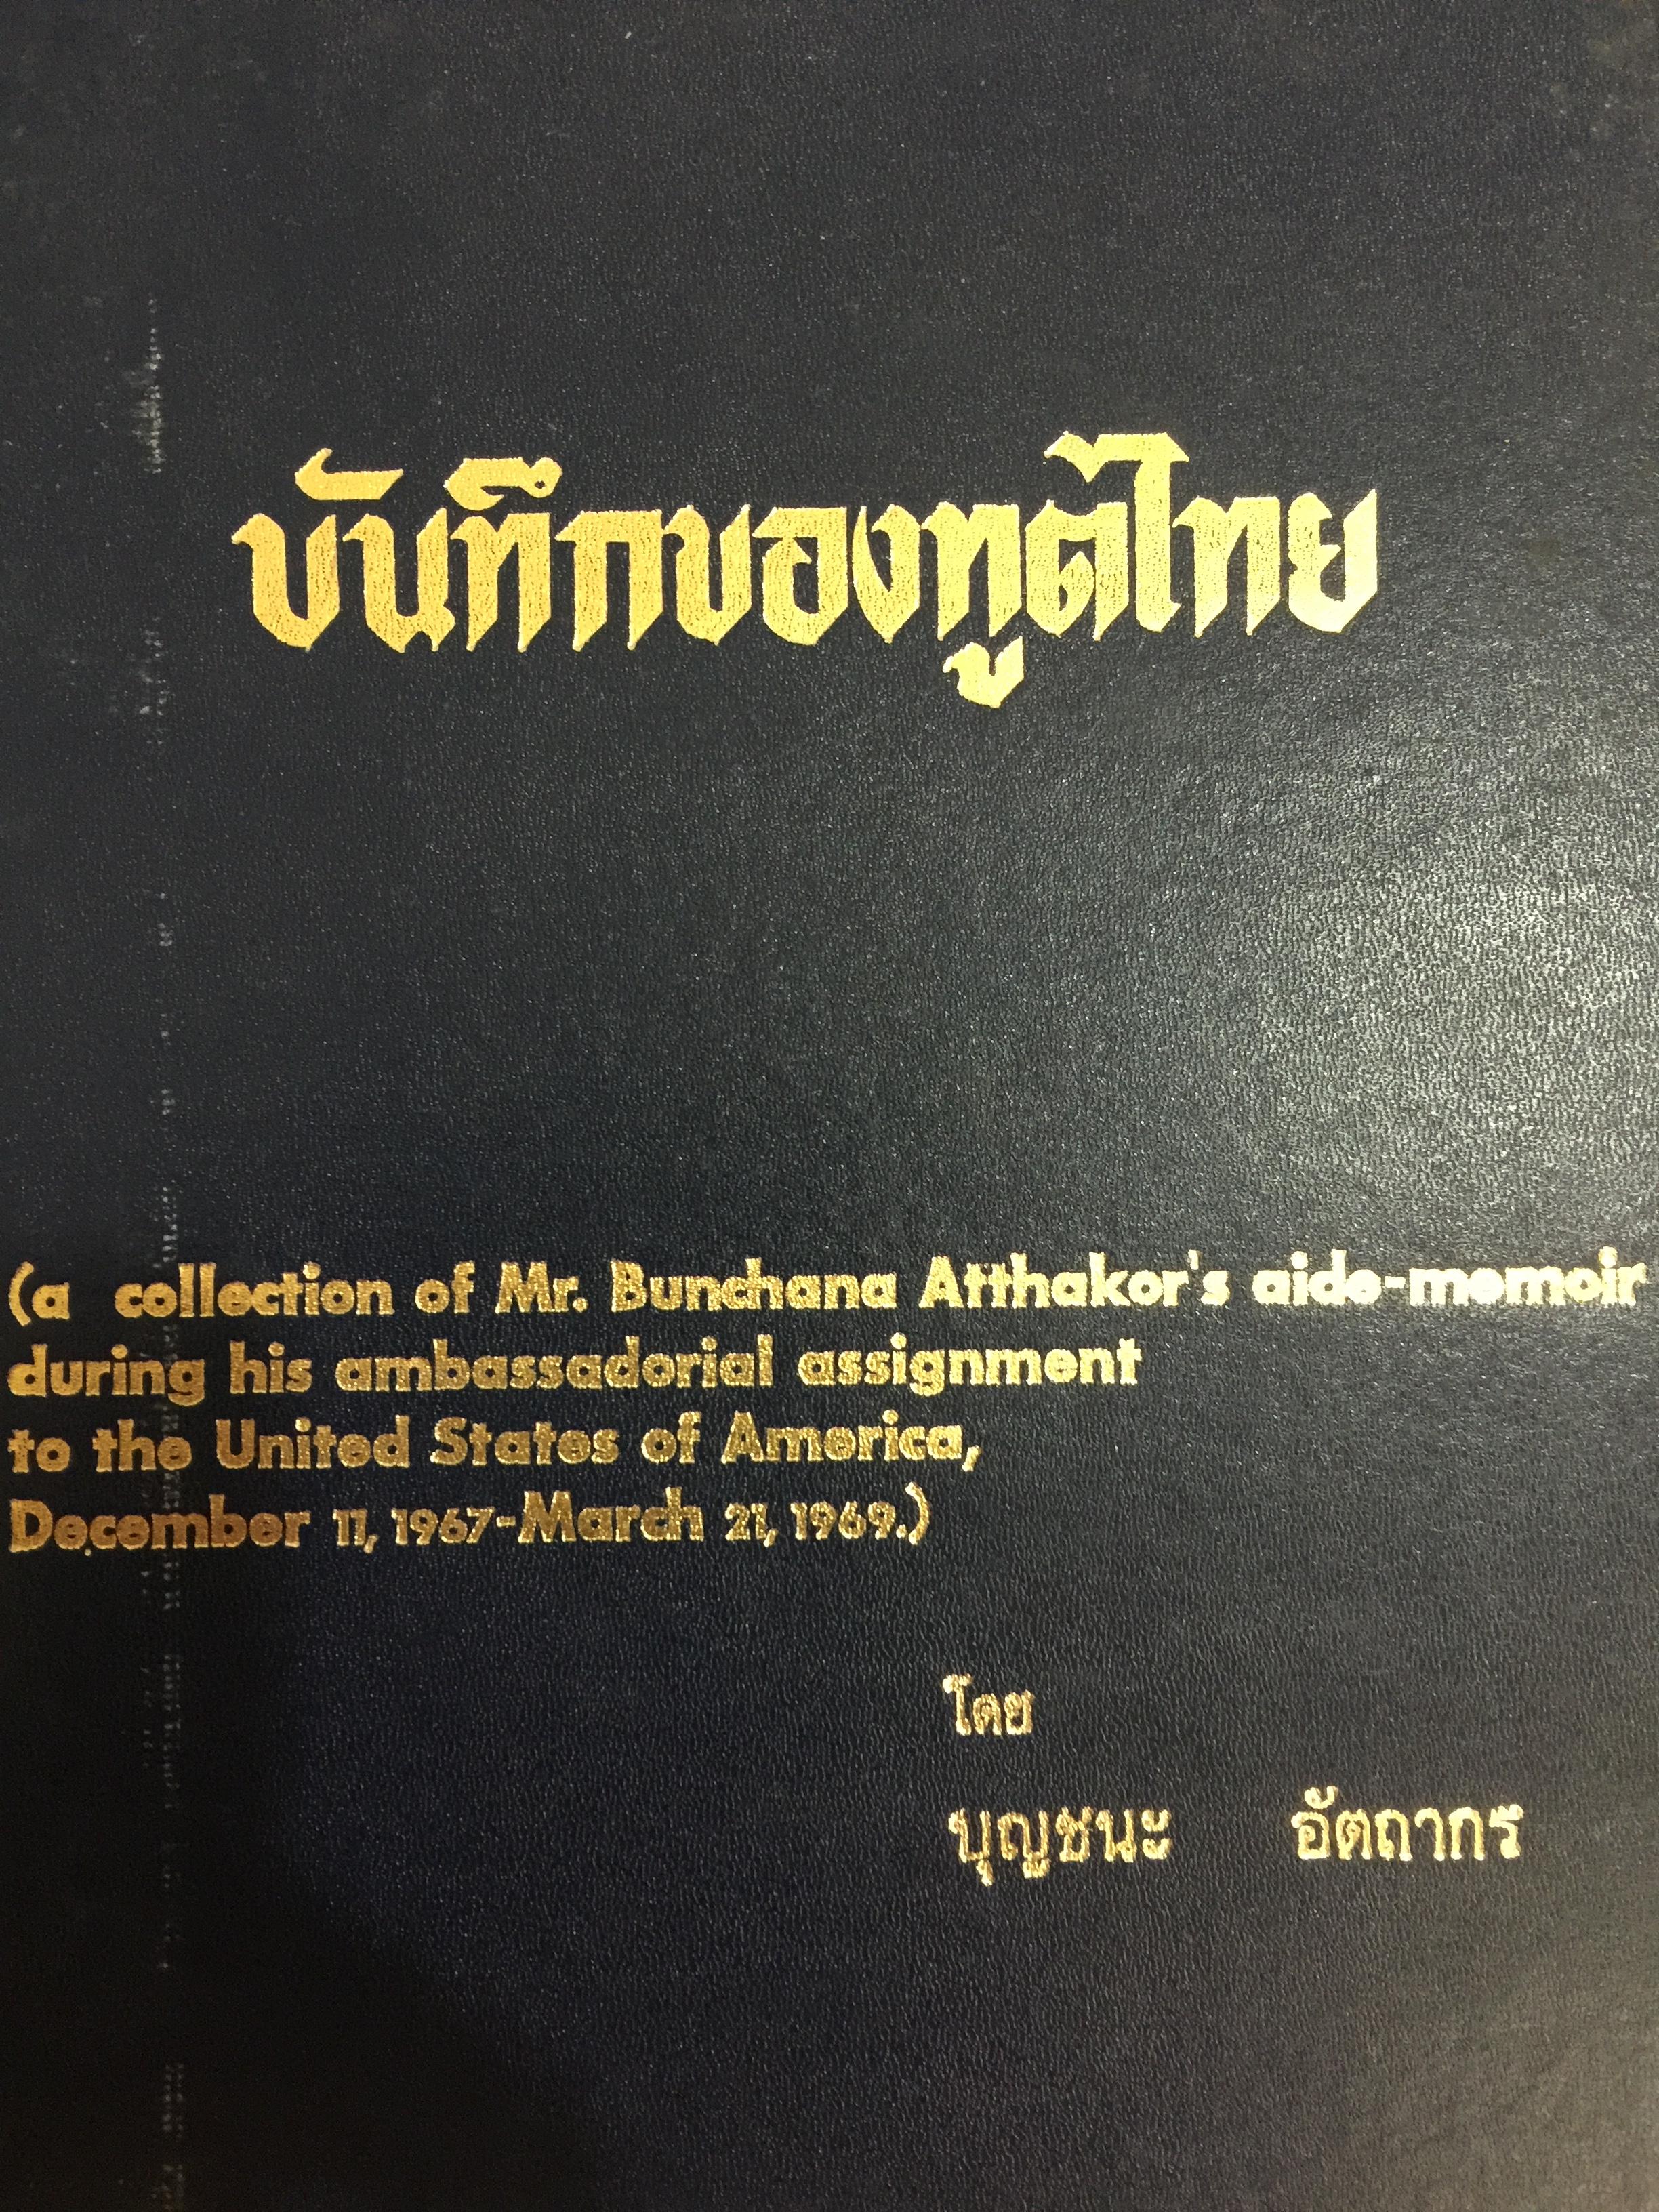 บันทึกของทูตไทย
(a collection of Mr. Bunchana Atthakor's aide-memoir
during his ambassadorial assignment
to the United States of America,
December 11, 1967-March 21, 1969.)
โดย
บุญชนะ อัตถากร